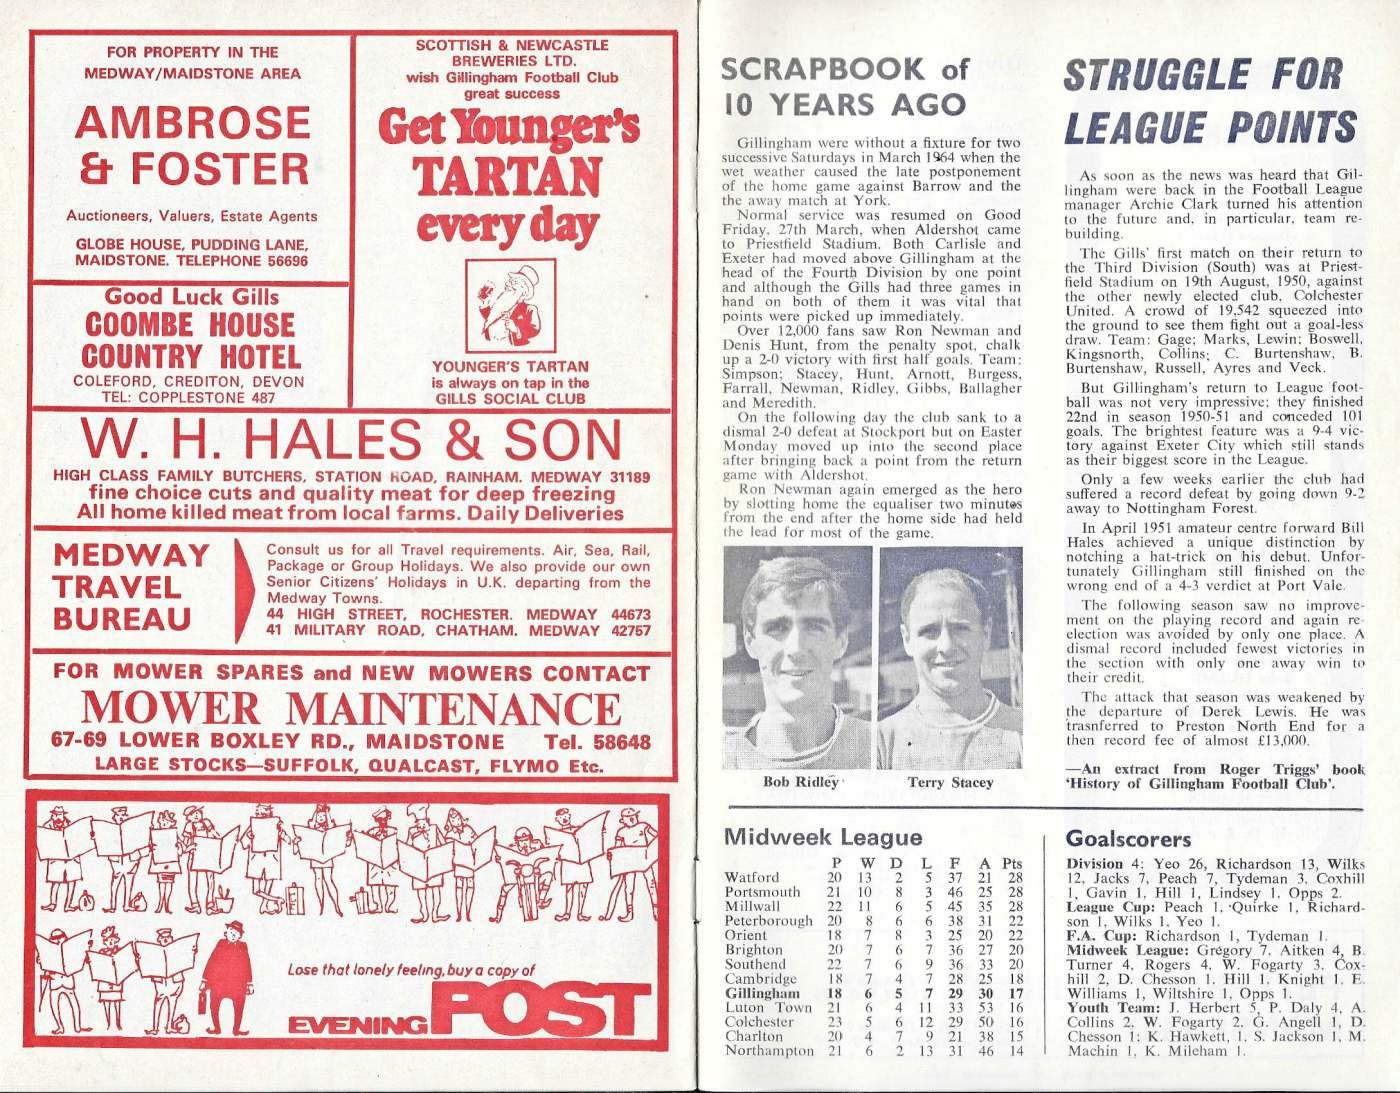 FOR PROPERTY IN THE
MEDWAY/MAIDSTONE AREA
AMBROSE
& FOSTER
Auctioneers, Valuers, Estate Agents
GLOBE HOUSE, PUDDING LANE,
MAIDSTONE. TELEPHONE 56696
Good Luck Gills
COOMBE HOUSE
COUNTRY HOTEL
COLEFORD, CREDITON, DEVON
TEL: COPPLESTONE 487
SCOTTISH & NEWCASTLE
BREWERIES LTD.
wish Gillingham Football Club
great success
Get Younger's
TARTAN
every day
YOUNGER'S TARTAN
is always on tap in the
GILLS SOCIAL CLUB
W. H. HALES & SON
HIGH CLASS FAMILY BUTCHERS, STATION ROAD, RAINHAM. MEDWAY 31189
fine choice cuts and quality meat for deep freezing
All home killed meat from local farms. Daily Deliveries
MEDWAY
TRAVEL
BUREAU
Consult us for all Travel requirements. Air, Sea, Rail,
Package or Group Holidays. We also provide our own
Senior Citizens' Holidays in U.K. departing from the
Medway Towns.
44 HIGH STREET, ROCHESTER. MEDWAY 44673
41 MILITARY ROAD, CHATHAM. MEDWAY 42757
FOR MOWER SPARES and NEW MOWERS CONTACT
MOWER MAINTENANCE
67-69 LOWER BOXLEY RD., MAIDSTONE Tel. 58648
LARGE STOCKS—SUFFOLK, QUALCAST, FLYMO Etc.
Lose that lonely feeling, buy a copy of
EVENING POST
SCRAPBOOK of
10 YEARS AGO
Gillingham were without a fixture for two
successive Saturdays in March 1964 when the
wet weather caused the late postponement
of the home game against Barrow and the
the away match at York.
Normal service was resumed on Good
Friday, 27th March, when Aldershot came
to Priestfield Stadium. Both Carlisle and
Exeter had moved above Gillingham at the
head of the Fourth Division by one point
and although the Gills had three games in
hand on both of them it was vital that
points were picked up immediately.
Over 12,000 fans saw Ron Newman and
Denis Hunt, from the penalty spot, chalk
up a 2-0 victory with first half goals. Team:
Simpson; Stacey, Hunt, Arnott, Burgess,
Farrall, Newman, Ridley, Gibbs, Ballagher
and Meredith.
On the following day the club sank to a
dismal 2-0 defeat at Stockport but on Easter
Monday moved up into the second place
after bringing back a point from the return
game with Aldershot.
Ron Newman again emerged as the hero
by slotting home the equaliser two minutes
from the end after the home side had held
the lead for most of the game.
Bob Ridley
Terry Stacey
STRUGGLE FOR
LEAGUE POINTS
As soon as the news was heard that Gil-
lingham were back in the Football League
manager Archie Clark turned his attention
to the future and, in particular, team re-
building.
The Gills' first match on their return to
the Third Division (South) was at Priest-
field Stadium on 19th August, 1950, against
the other newly elected club, Colchester
United. A crowd of 19,542 squeezed into
the ground to see them fight out a goal-less
draw. Team: Gage; Marks, Lewin; Boswell,
Kingsnorth, Collins; C. Burtenshaw, B.
Burtenshaw, Russell, Ayres and Veck.
But Gillingham's return to League foot-
ball was not very impressive; they finished
22nd in season 1950-51 and conceded 101
goals. The brightest feature was a 9-4 vic-
tory against Exeter City which still stands
as their biggest score in the League.
Only a few weeks earlier the club had
suffered a record defeat by going down 9-2
away to Nottingham Forest.
In April 1951 amateur centre forward Bill
Hales achieved a unique distinction by
notching a hat-trick on his debut. Unfor-
tunately Gillingham still finished on the
wrong end of a 4-3 verdict at Port Vale.
The following season saw no improve-
ment on the playing record and again re-
election was avoided by only one place. A
dismal record included fewest victories in
the section with only one away win to
their credit.
The attack that season was weakened by
the departure of Derek Lewis. He was
trasnferred to Preston North End for a
then record fee of almost £13,000.
—An extract from Roger Triggs' book
'History of Gillingham Football Club'.
Midweek League
P W D L F A Pts
Watford 20 13 2 5 37 21 28
Portsmouth 21 10 8 3 46 25 28
Millwall 22 11 6 5 45 35 28
Peterborough 20 8 6 6 38 31 22
Orient 18 7 8 3 25 20 22
Brighton 20 7 6 7 36 27 20
Southend 22 7 6 9 36 33 20
Cambridge 18 7 4 7 28 25 18
Gillingham 18 6 5 7 29 30 17
Luton Town 21 6 4 11 33 53 16
Colchester 23 5 6 12 29 50 16
Charlton 20 4 7 9 21 38 15
Northampton 21 6 2 13 31 46 14
Goalscorers
Division 4: Yeo 26, Richardson 13, Wilks
12, Jacks 7, Peach 7, Tydeman 3, Coxhill
1, Gavin 1, Hill 1, Lindsey 1, Opps 2.
League Cup: Peach 1, Quirke 1, Richard-
son 1, Wilks 1, Yeo 1.
F.A. Cup: Richardson 1, Tydeman 1.
Midweek League: Gregory 7, Aitken 4, B.
Turner 4, Rogers 4, W. Fogarty 3, Cox-
hill 2, D. Chesson 1, Hill 1, Knight 1, E.
Williams 1, Wiltshire 1, Opps 1.
Youth Team: J. Herbert 5, P. Daly 4, A.
Collins 2, W. Fogarty 2, G. Angell 1, D.
Chesson 1; K. Hawkett, 1, S. Jackson 1, M.
Machin 1, K. Mileham 1.